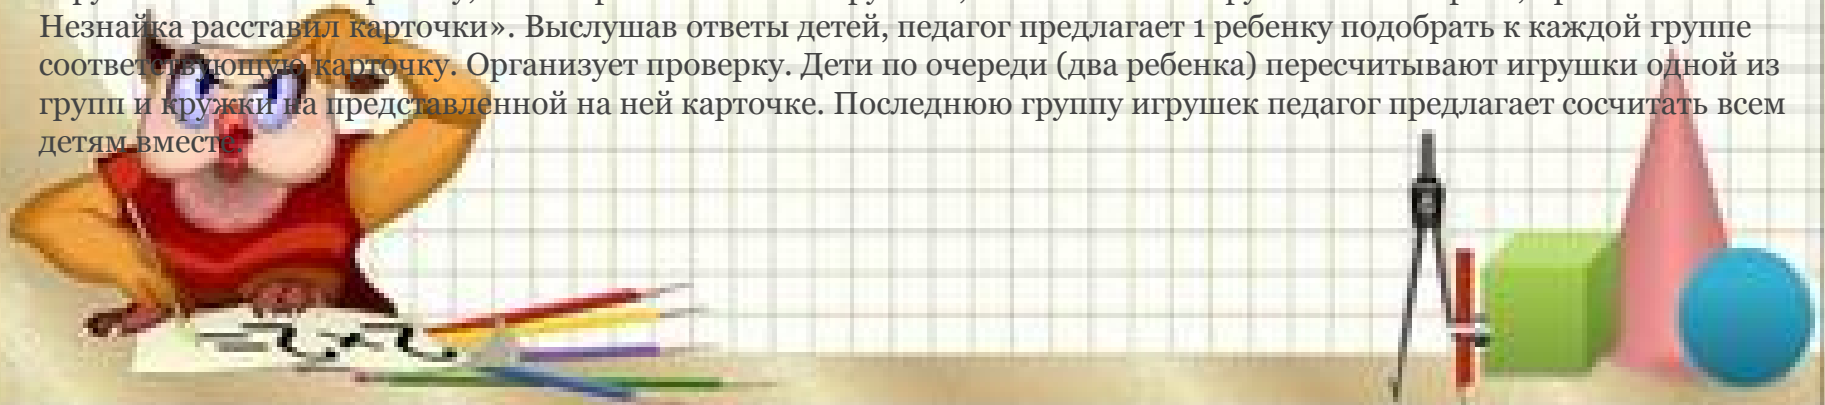 Незнайка расставил карточки». Выслушав ответы детей, педагог предлагает 1 ребенку подобрать к каждой группе
соответствующую карточку. Организует проверку. Дети по очереди (два ребенка) пересчитывают игрушки одной из
групп и кружки на представленной на ней карточке. Последнюю группу игрушек педагог предлагает сосчитать всем
детям вместе.